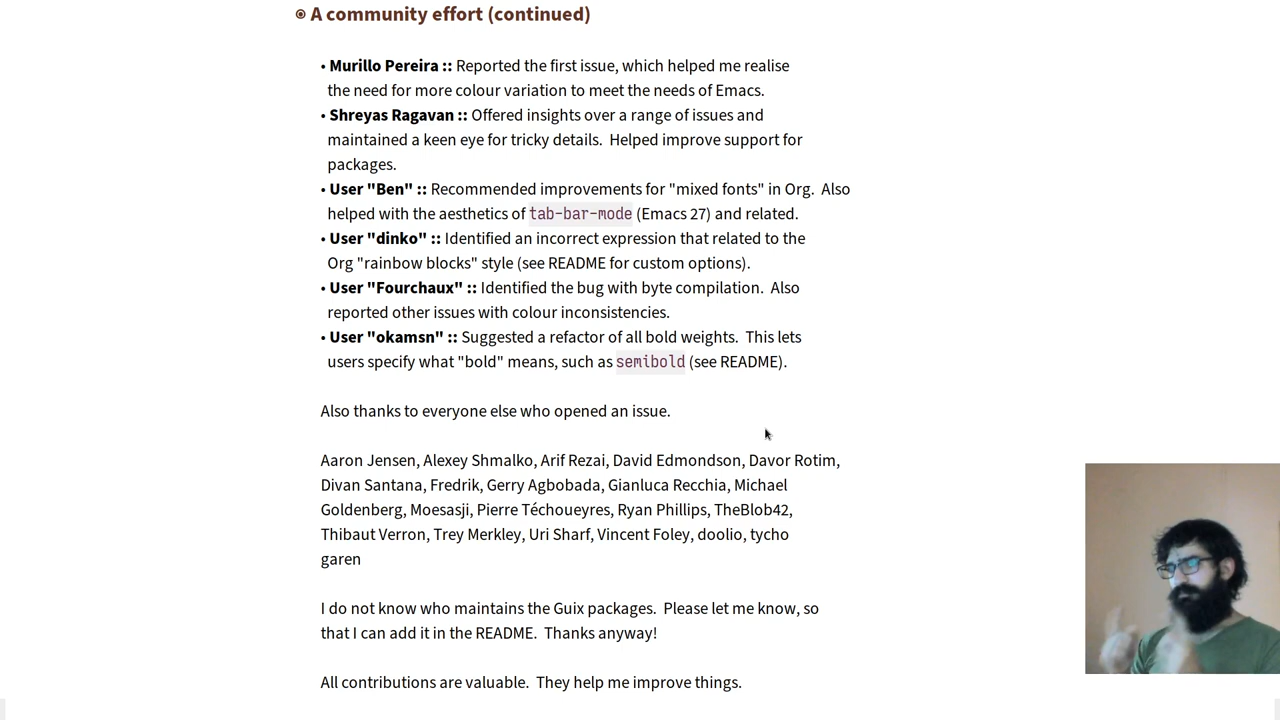 ◉ A community effort (continued)
• Murillo Pereira :: Reported the first issue, which helped me realise
the need for more colour variation to meet the needs of Emacs.
• Shreyas Ragavan :: Offered insights over a range of issues and
maintained a keen eye for tricky details.  Helped improve support for
packages.
• User "Ben" :: Recommended improvements for "mixed fonts" in Org.  Also
helped with the aesthetics of tab-bar-mode (Emacs 27) and related.
• User "dinko" :: Identified an incorrect expression that related to the
Org "rainbow blocks" style (see README for custom options).
• User "Fourchaux" :: Identified the bug with byte compilation.  Also
reported other issues with colour inconsistencies.
• User "okamsn" :: Suggested a refactor of all bold weights.  This lets
users specify what "bold" means, such as semibold (see README).
Also thanks to everyone else who opened an issue.
Aaron Jensen, Alexey Shmalko, Arif Rezai, David Edmondson, Davor Rotim,
Divan Santana, Fredrik, Gerry Agbobada, Gianluca Recchia, Michael
Goldenberg, Moesasji, Pierre Téchoueyres, Ryan Phillips, TheBlob42,
Thibaut Verron, Trey Merkley, Uri Sharf, Vincent Foley, doolio, tycho
garen
I do not know who maintains the Guix packages.  Please let me know, so
that I can add it in the README.  Thanks anyway!
All contributions are valuable.  They help me improve things.